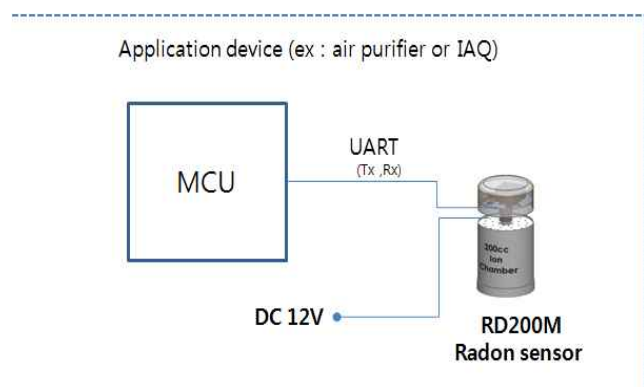 Application device (ex : air purifier or IAQ)
MCU
UART
(Tx ,Rx)
200cc
Ion
Chamber
DC 12V
RD200M
Radon sensor